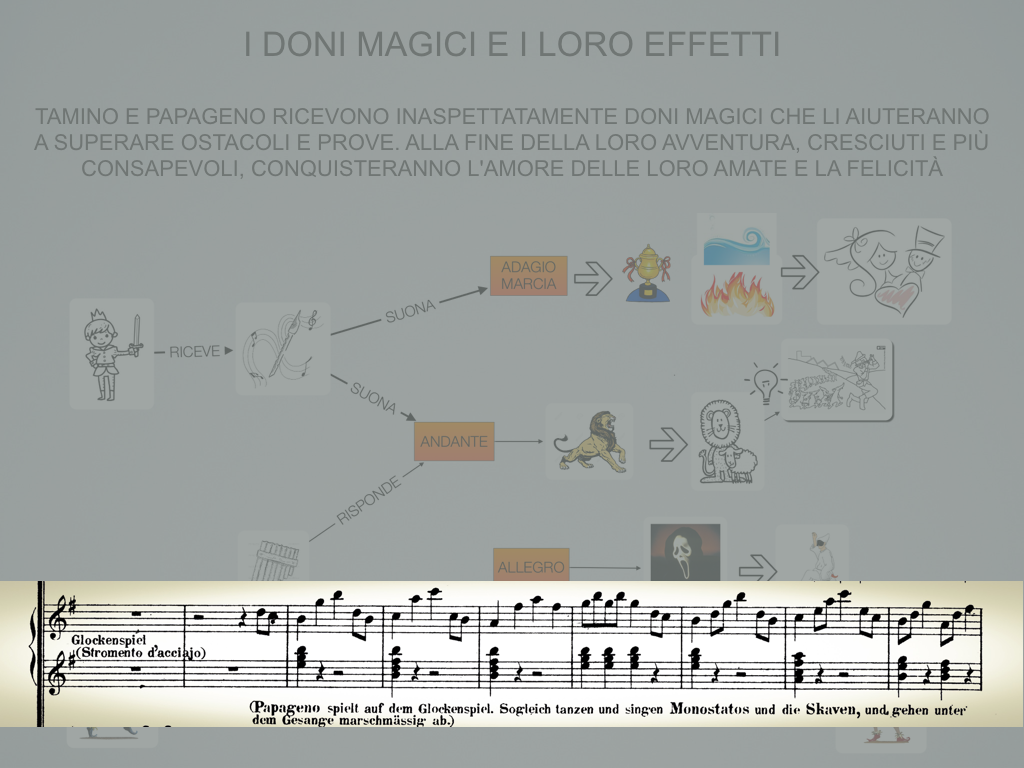 I DONI MAGICI E I LORO EFFETTI
TAMINO E PAPAGENO RICEVONO INASPETTATAMENTE DONI MAGICI CHE LI AIUTERANNO
A SUPERARE OSTACOLI E PROVE. ALLA FINE DELLA LORO AVVENTURA, CRESCIUTI E PIÙ
CONSAPEVOLI, CONQUISTERANNO L'AMORE DELLE LORO AMATE E LA FELICITÀ
ADAGIO
MARCIA
SUONA
RICEVE
SUONA
ANDANTE
RISPONDE
ALLEGRO
Glockenspiel
(Stromento d'acciajo)
(Papageno spielt auf dem Glockenspiel. Sogleich tanzen und singen Monostatos und die Skaven, und gehen unter
dem Gesange marschmässig ab.)